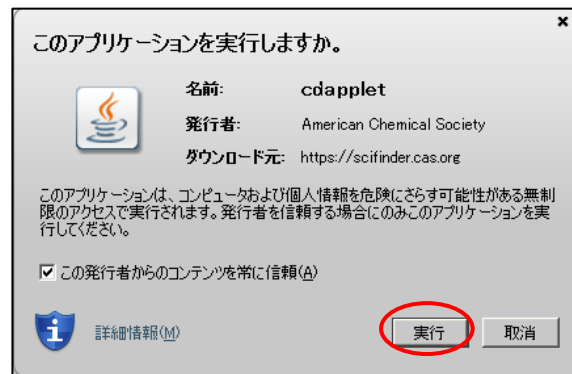 このアプリケーションを実行しますか。
名前: cdapplet
発行者: American Chemical Society
ダウンロード元: https://scifinder.cas.org
このアプリケーションは、コンピュータおよび個人情報を危険にさらす可能性がある無制
限のアクセスで実行されます。発行者を信頼する場合にのみこのアプリケーションを実
行してください。
この発行者からのコンテンツを常に信頼(A)
詳細情報(M)
実行 取消